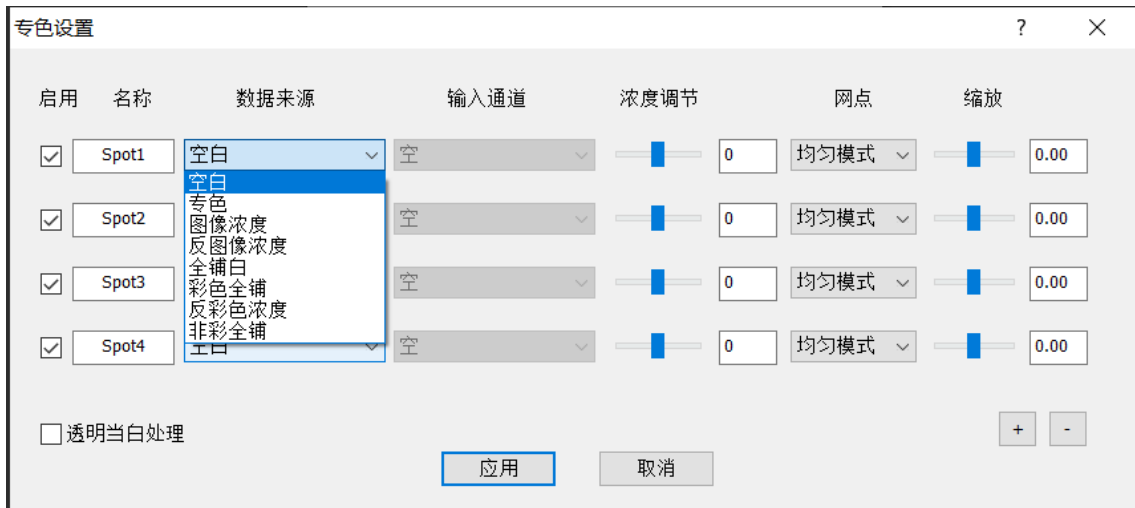 专色设置 ?
启用 名称 数据来源 输入通道 浓度调节 网点 缩放
Spot1 空白 空 0 均匀模式 0.00
空白
专色
Spot2 空 0 均匀模式 0.00
图像浓度
反图像浓度
全铺白
Spot3 空 0 均匀模式 0.00
彩色全铺
反彩色浓度
非彩全铺
Spot4 空白 空 0 均匀模式 0.00
透明当白处理 + -
应用 取消